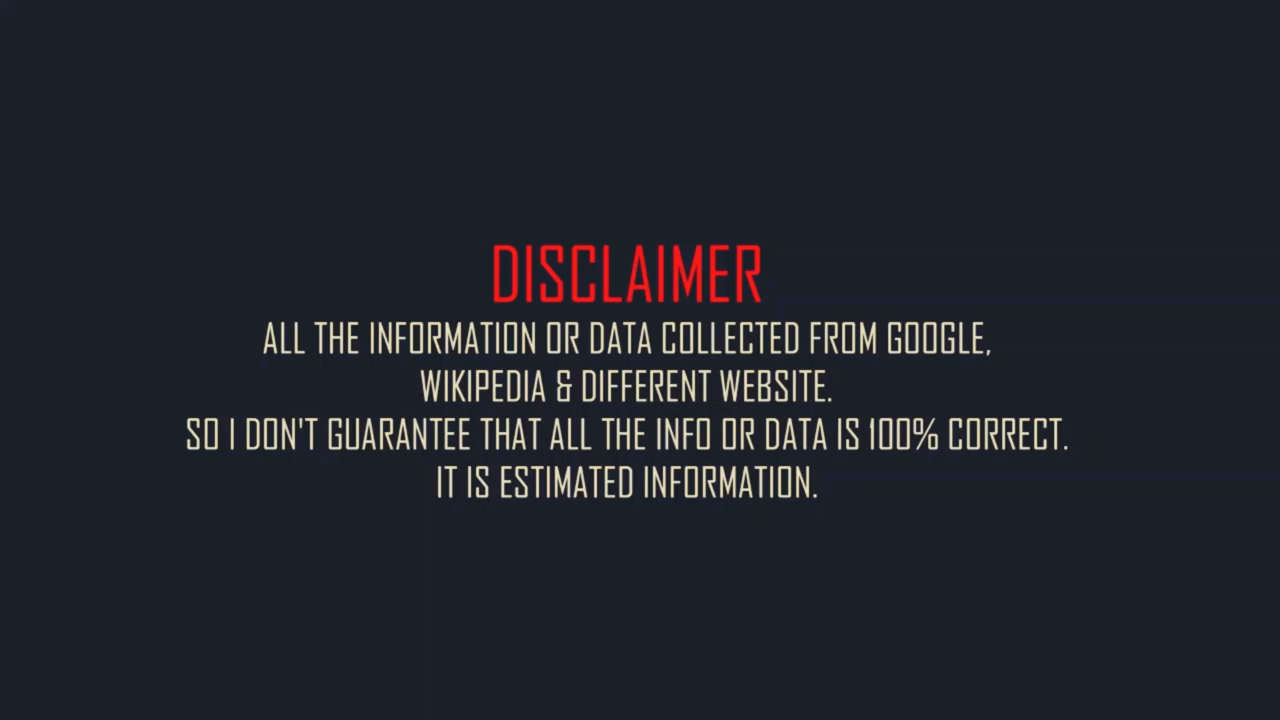 DISCLAIMER
ALL THE INFORMATION OR DATA COLLECTED FROM GOOGLE,
WIKIPEDIA & DIFFERENT WEBSITE.
SO I DON'T GUARANTEE THAT ALL THE INFO OR DATA IS 100% CORRECT.
IT IS ESTIMATED INFORMATION.